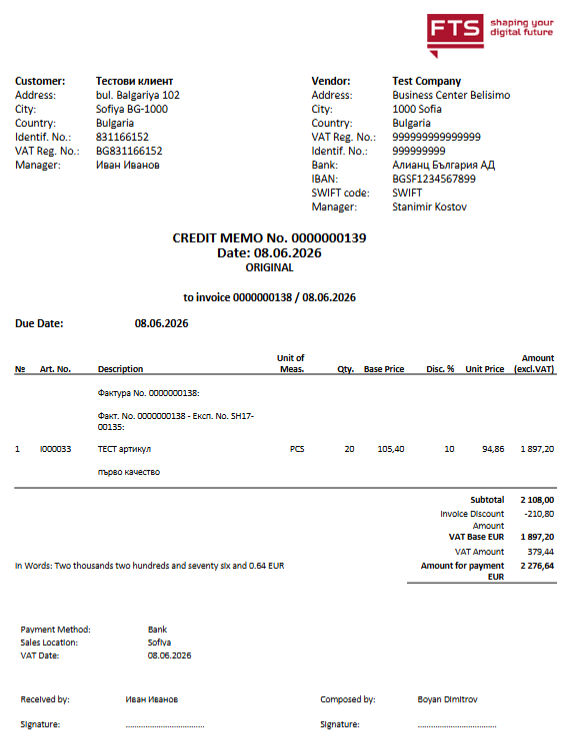 FTS shaping your digital future
Customer: Тестови клиент
Address: bul. Balgariya 102
City: Sofiya BG-1000
Country: Bulgaria
Identif. No.: 831166152
VAT Reg. No.: BG831166152
Manager: Иван Иванов
Vendor: Test Company
Address: Business Center Belisimo
City: 1000 Sofia
Country: Bulgaria
VAT Reg. No.: 999999999999999
Identif. No.: 999999999
Bank: Алианц България АД
IBAN: BGSF1234567899
SWIFT code: SWIFT
Manager: Stanimir Kostov
CREDIT MEMO No. 0000000139
Date: 08.06.2026
ORIGINAL
to invoice 0000000138 / 08.06.2026
Due Date: 08.06.2026
№ Art. No. Description Unit of Meas. Qty. Base Price Disc. % Unit Price Amount (excl.VAT)
Фактура No. 0000000138:
Факт. No. 0000000138 - Експ. No. SH17-
00135:
1 I000033 ТЕСТ артикул PCS 20 105,40 10 94,86 1 897,20
първо качество
Subtotal 2 108,00
Invoice Discount Amount -210,80
VAT Base EUR 1 897,20
VAT Amount 379,44
In Words: Two thousands two hundreds and seventy six and 0.64 EUR
Amount for payment EUR 2 276,64
Payment Method: Bank
Sales Location: Sofiya
VAT Date: 08.06.2026
Received by: Иван Иванов Composed by: Boyan Dimitrov
Signature: .................................. Signature: ..................................